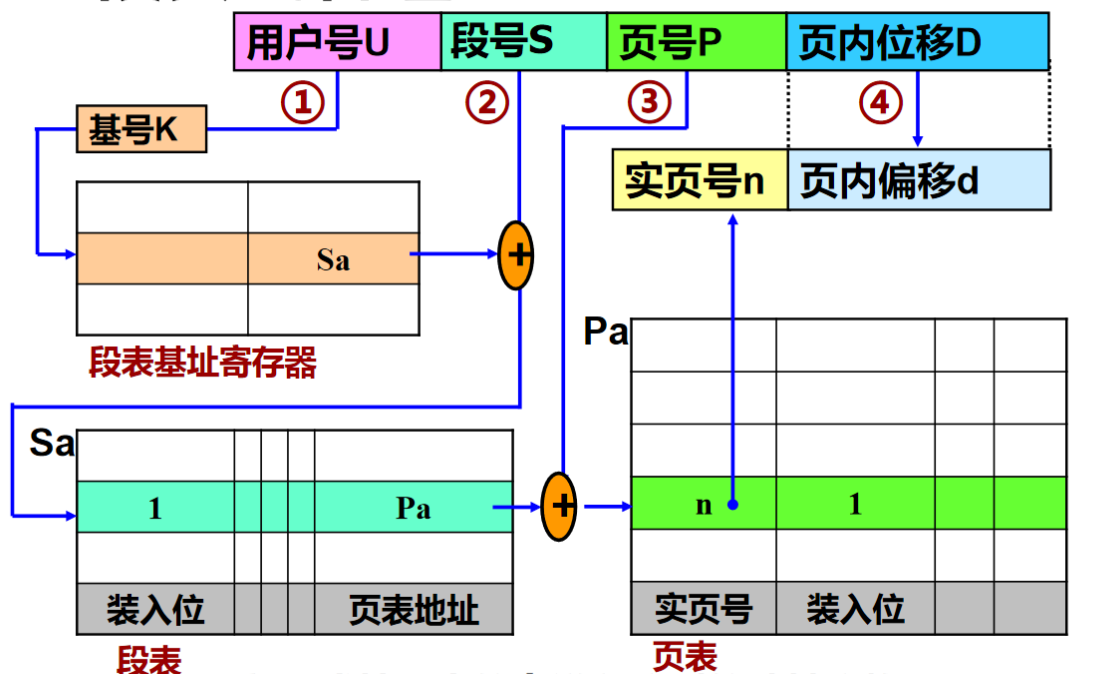 用户号U 段号S 页号P 页内位移D
① ② ③ ④
基号K
实页号n 页内偏移d
Sa +
段表基址寄存器
Pa
Sa
1 Pa + n 1
装入位 页表地址 实页号 装入位
段表 页表